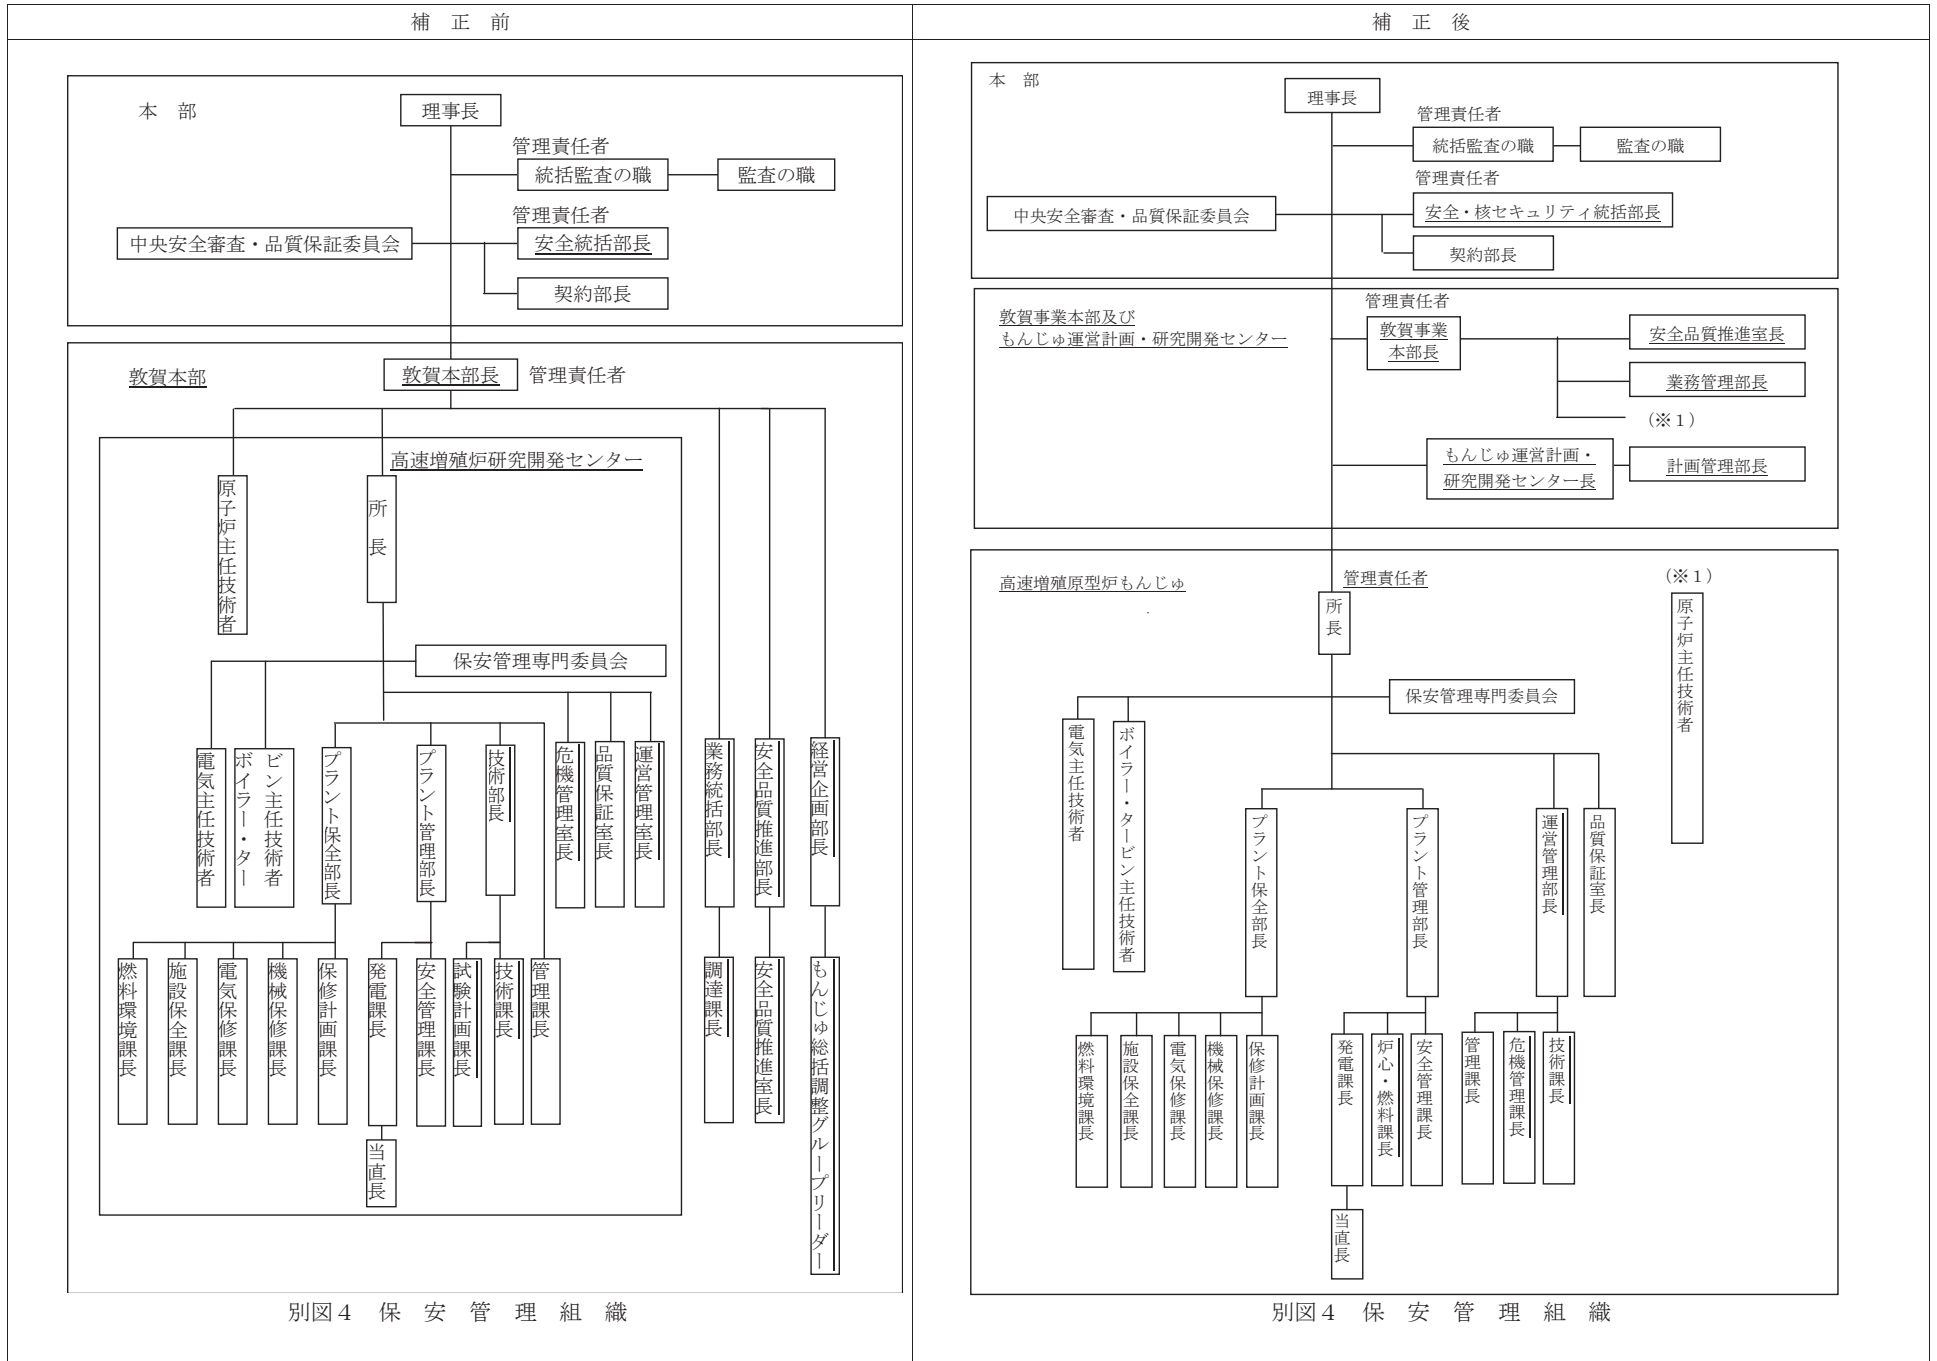 補 正 前
本 部
理事長
管理責任者
統括監査の職
監査の職
管理責任者
中央安全審査・品質保証委員会
安全統括部長
契約部長
敦賀本部
敦賀本部長
管理責任者
高速増殖炉研究開発センター
原子炉主任技術者
所長
保安管理専門委員会
電気主任技術者
ボイラー・ター
ビン主任技術者
プラント保全部長
プラント管理部長
技術部長
危機管理室長
品質保証室長
運営管理室長
業務統括部長
安全品質推進部長
経営企画部長
燃料環境課長
施設保全課長
電気保修課長
機械保修課長
保修計画課長
発電課長
安全管理課長
試験計画課長
技術課長
管理課長
調達課長
安全品質推進室長
もんじゅ総括調整グループリーダー
当直長
別図4 保 安 管 理 組 織
補 正 後
本 部
理事長
管理責任者
統括監査の職
監査の職
管理責任者
中央安全審査・品質保証委員会
安全・核セキュリティ統括部長
契約部長
敦賀事業本部及び
もんじゅ運営計画・研究開発センター
管理責任者
敦賀事業
本部長
安全品質推進室長
業務管理部長
(※1)
もんじゅ運営計画・
研究開発センター長
計画管理部長
高速増殖原型炉もんじゅ
管理責任者
所長
(※1)
原子炉主任技術者
保安管理専門委員会
電気主任技術者
ボイラー・タービン主任技術者
プラント保全部長
プラント管理部長
運営管理部長
品質保証室長
燃料環境課長
施設保全課長
電気保修課長
機械保修課長
保修計画課長
発電課長
炉心・燃料課長
安全管理課長
管理課長
危機管理課長
技術課長
当直長
別図4 保 安 管 理 組 織